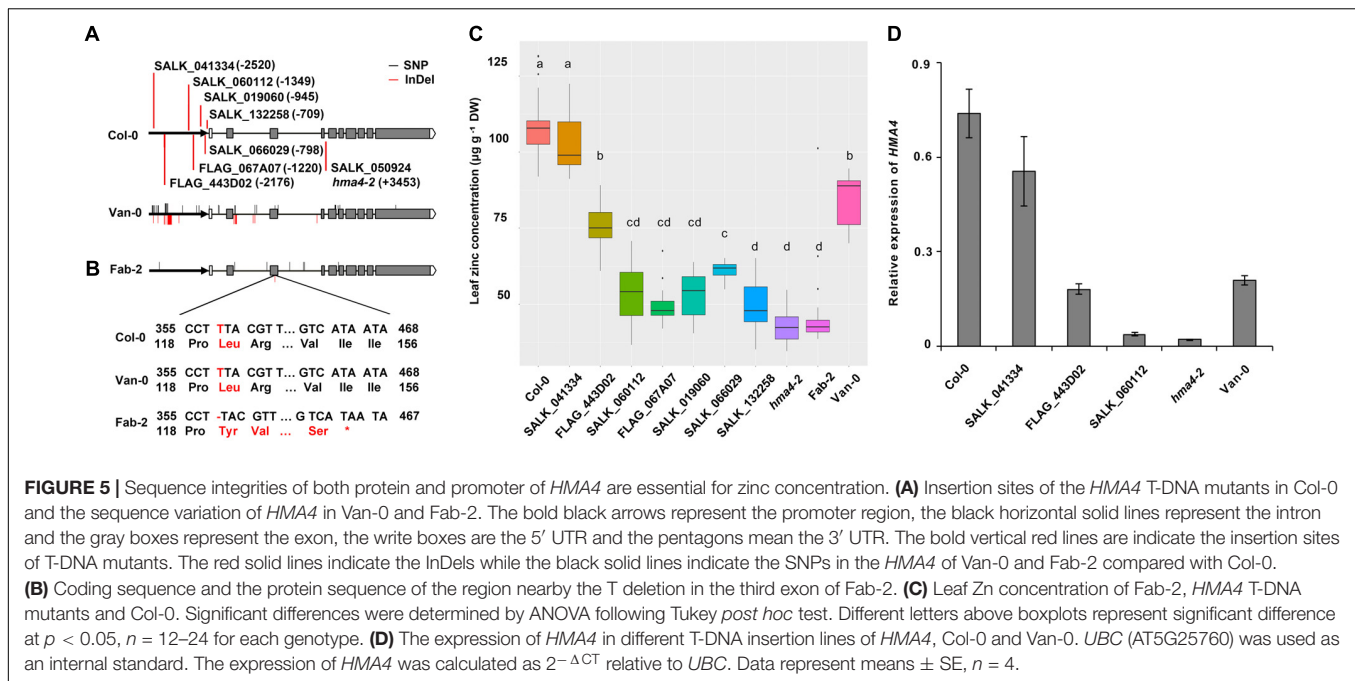 A
SALK_041334 (-2520)
SALK_060112 (-1349)
SALK_019060 (-945)
SALK_132258 (-709)
SNP
InDel
Col-0
SALK_066029 (-798)
FLAG_067A07 (-1220)
FLAG_443D02 (-2176)
SALK_050924
hma4-2 (+3453)
Van-0
Fab-2
B
Col-0
355 CCT TTA CGT T... GTC ATA ATA 468
118 Pro Leu Arg ... Val Ile Ile 156
Van-0
355 CCT TTA CGT T... GTC ATA ATA 468
118 Pro Leu Arg ... Val Ile Ile 156
Fab-2
355 CCT -TAC GTT ... G TCA TAA TA 467
118 Pro Tyr Val ... Ser *
C
Leaf zinc concentration (µg g⁻¹ DW)
125
100
75
50
a
a
b
cd
cd
cd
c
d
d
d
b
Col-0
SALK_041334
FLAG_443D02
SALK_060112
FLAG_067A07
SALK_019060
SALK_066029
SALK_132258
hma4-2
Fab-2
Van-0
D
Relative expression of HMA4
0.9
0.6
0.3
0
Col-0
SALK_041334
FLAG_443D02
SALK_060112
hma4-2
Van-0
FIGURE 5 | Sequence integrities of both protein and promoter of HMA4 are essential for zinc concentration. (A) Insertion sites of the HMA4 T-DNA mutants in Col-0
and the sequence variation of HMA4 in Van-0 and Fab-2. The bold black arrows represent the promoter region, the black horizontal solid lines represent the intron
and the gray boxes represent the exon, the write boxes are the 5′ UTR and the pentagons mean the 3′ UTR. The bold vertical red lines are indicate the insertion sites
of T-DNA mutants. The red solid lines indicate the InDels while the black solid lines indicate the SNPs in the HMA4 of Van-0 and Fab-2 compared with Col-0.
(B) Coding sequence and the protein sequence of the region nearby the T deletion in the third exon of Fab-2. (C) Leaf Zn concentration of Fab-2, HMA4 T-DNA
mutants and Col-0. Significant differences were determined by ANOVA following Tukey post hoc test. Different letters above boxplots represent significant difference
at p < 0.05, n = 12–24 for each genotype. (D) The expression of HMA4 in different T-DNA insertion lines of HMA4, Col-0 and Van-0. UBC (AT5G25760) was used as
an internal standard. The expression of HMA4 was calculated as 2^−ΔCT relative to UBC. Data represent means ± SE, n = 4.